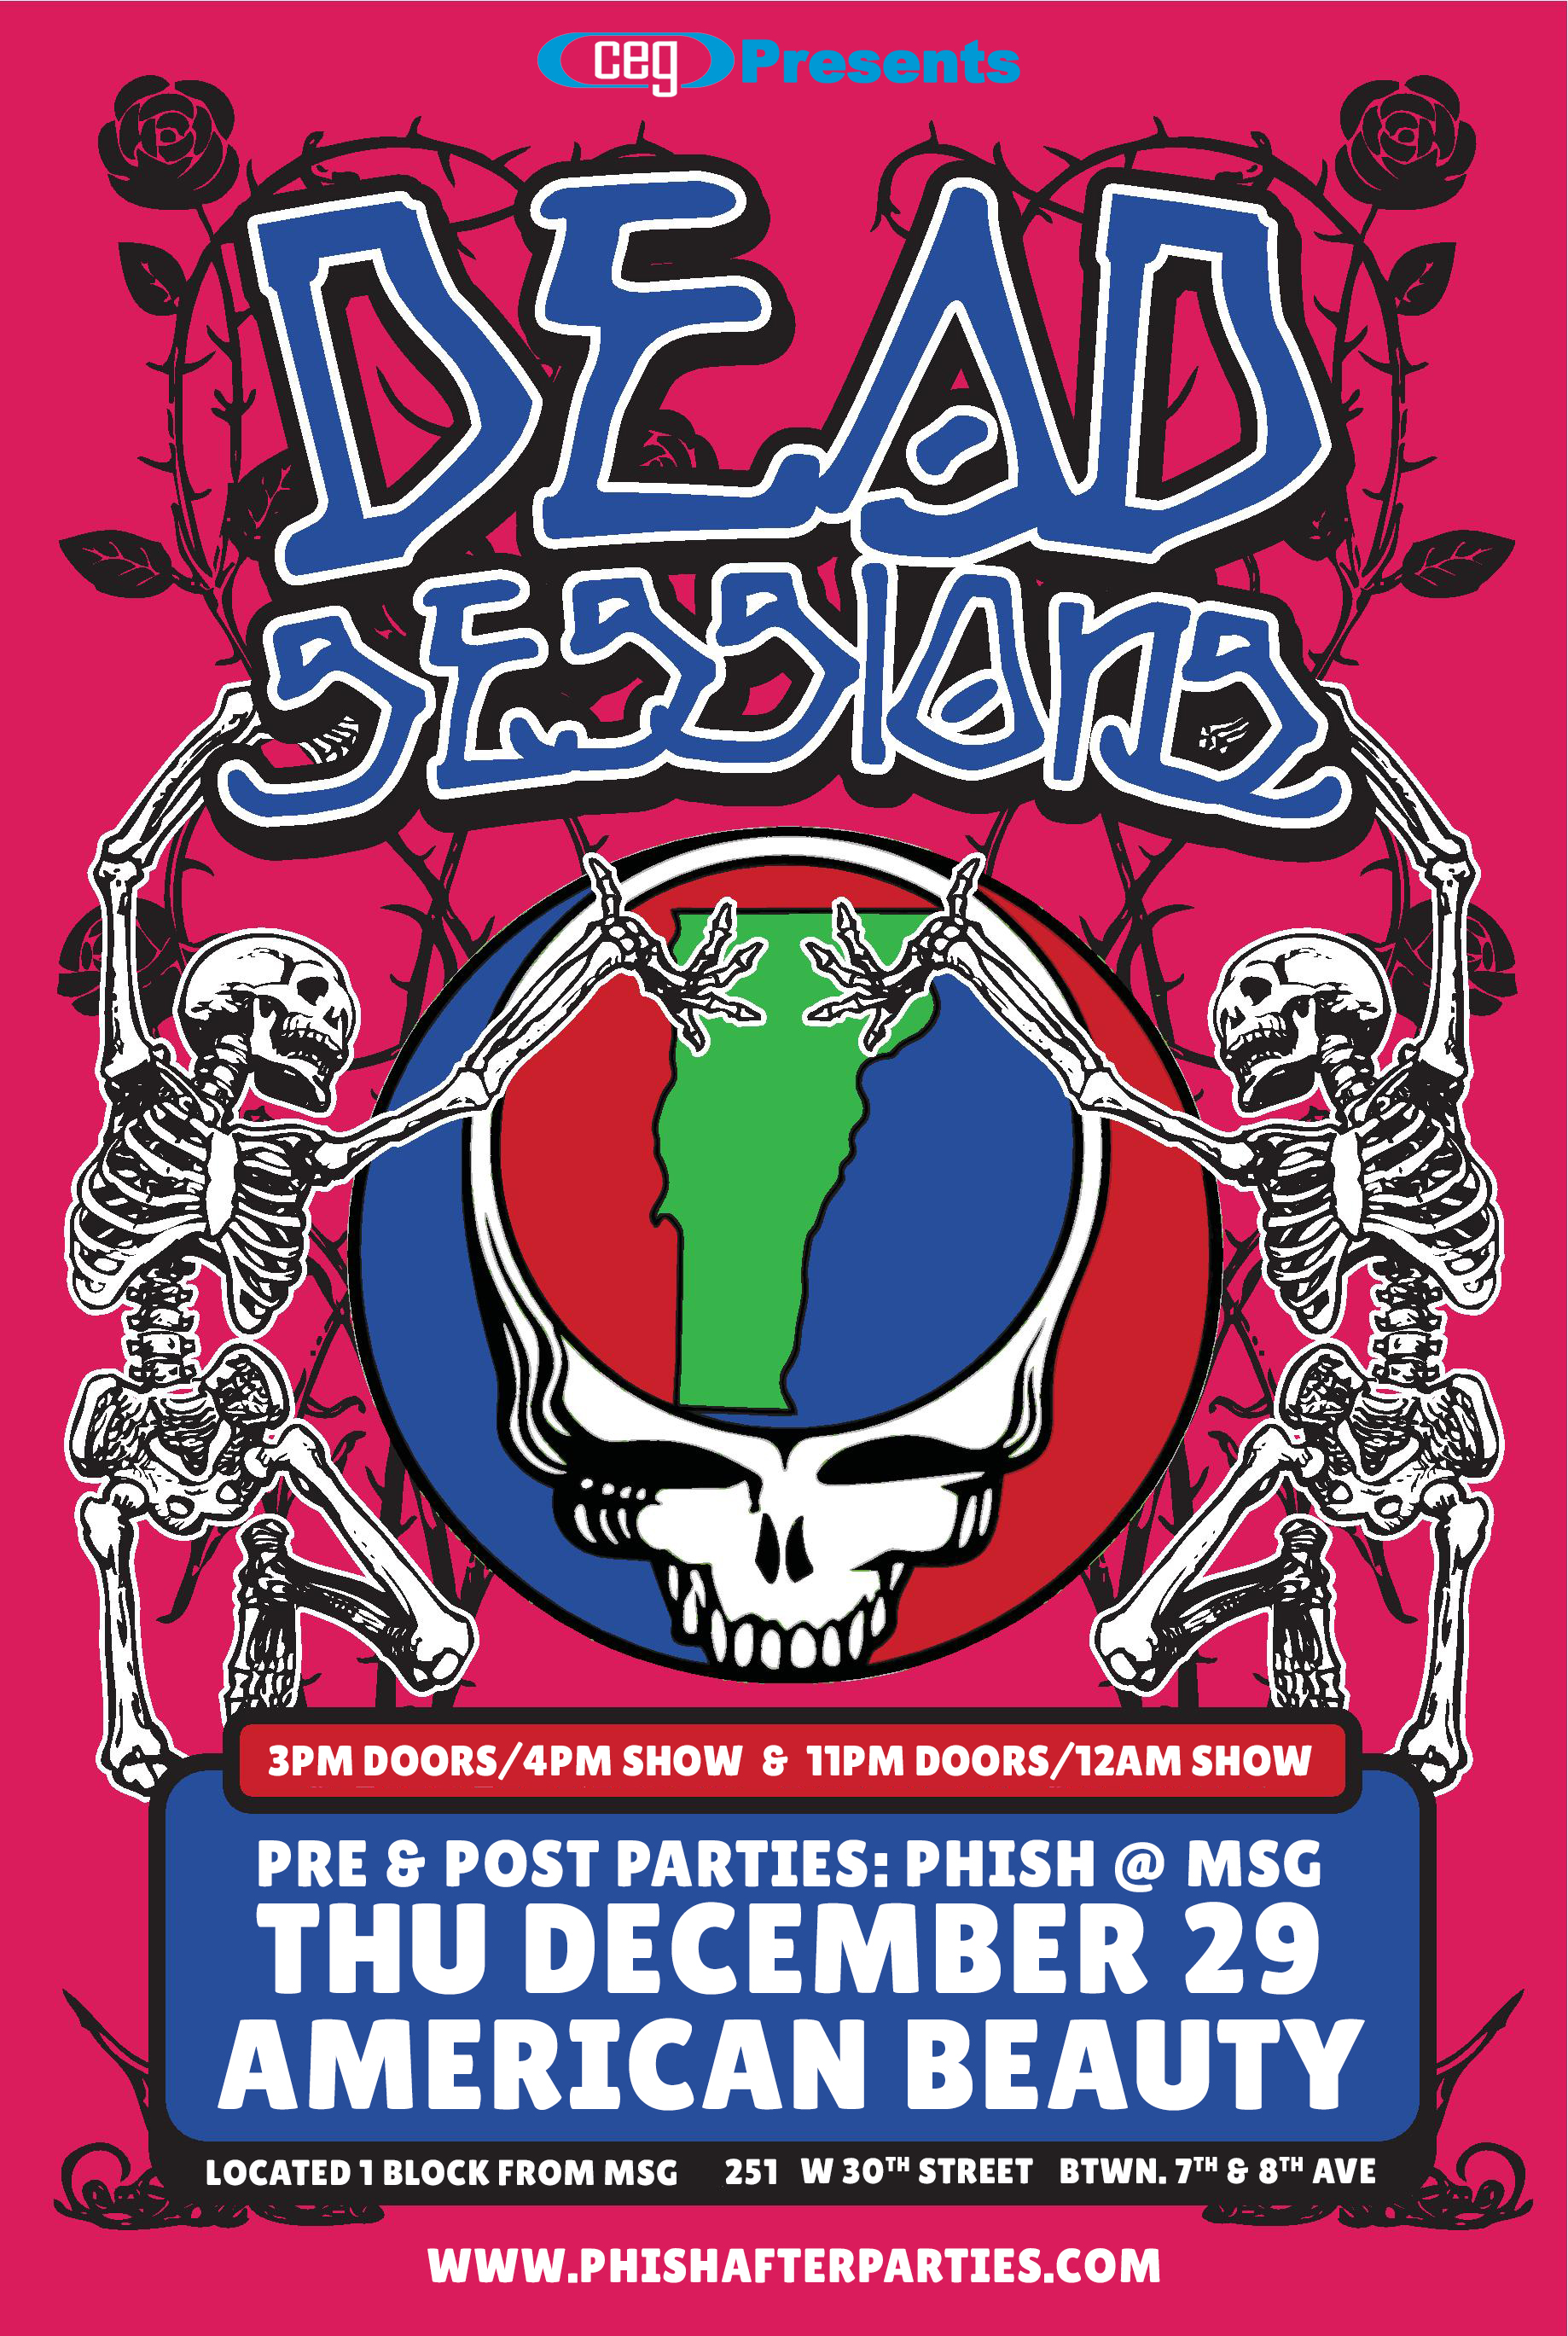 ceg Presents
DEAD
SESSIONS
3PM DOORS/4PM SHOW & 11PM DOORS/12AM SHOW
PRE & POST PARTIES: PHISH @ MSG
THU DECEMBER 29
AMERICAN BEAUTY
LOCATED 1 BLOCK FROM MSG 251 W 30TH STREET BTWN. 7TH & 8TH AVE
WWW.PHISHAFTERPARTIES.COM